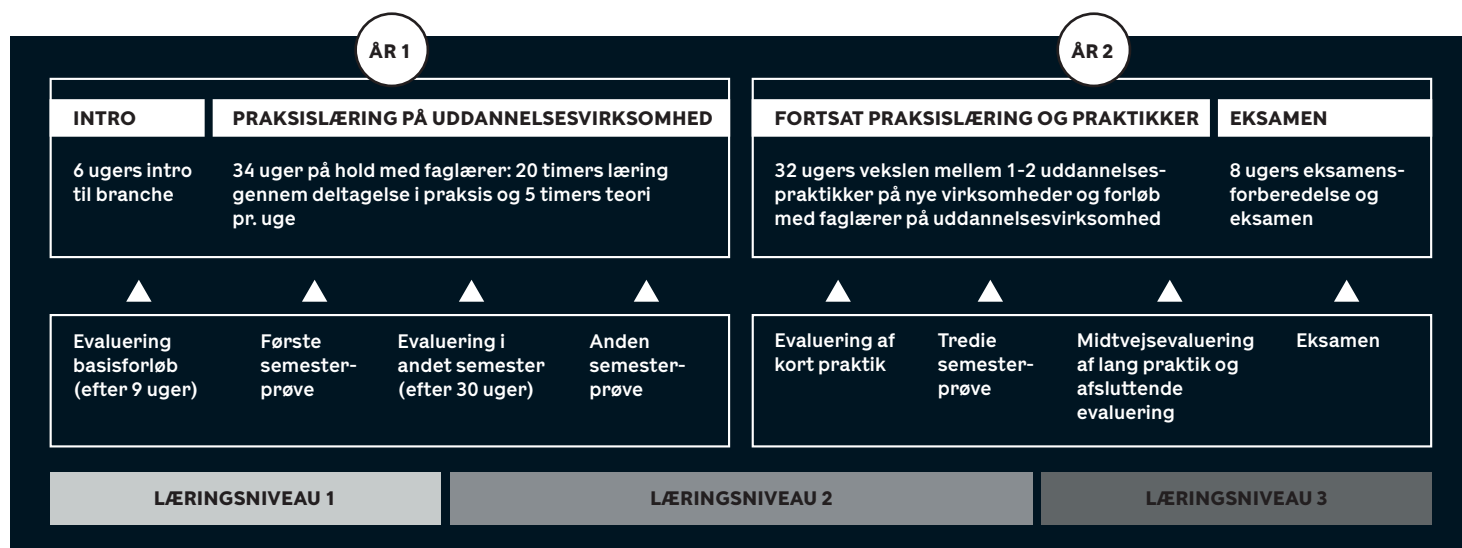 ÅR 1
INTRO
6 ugers intro
til branche
PRAKSISLÆRING PÅ UDDANNELSESVIRKSOMHED
34 uger på hold med faglærer: 20 timers læring
gennem deltagelse i praksis og 5 timers teori
pr. uge
Evaluering
basisforløb
(efter 9 uger)
Første
semester-
prøve
Evaluering i
andet semester
(efter 30 uger)
Anden
semester-
prøve
ÅR 2
FORTSAT PRAKSISLÆRING OG PRAKTIKKER
32 ugers vekslen mellem 1-2 uddannelses-
praktikker på nye virksomheder og forløb
med faglærer på uddannelsesvirksomhed
EKSAMEN
8 ugers eksamens-
forberedelse og
eksamen
Evaluering af
kort praktik
Tredie
semester-
prøve
Midtvejsevaluering
af lang praktik og
afsluttende
evaluering
Eksamen
LÆRINGSNIVEAU 1
LÆRINGSNIVEAU 2
LÆRINGSNIVEAU 3